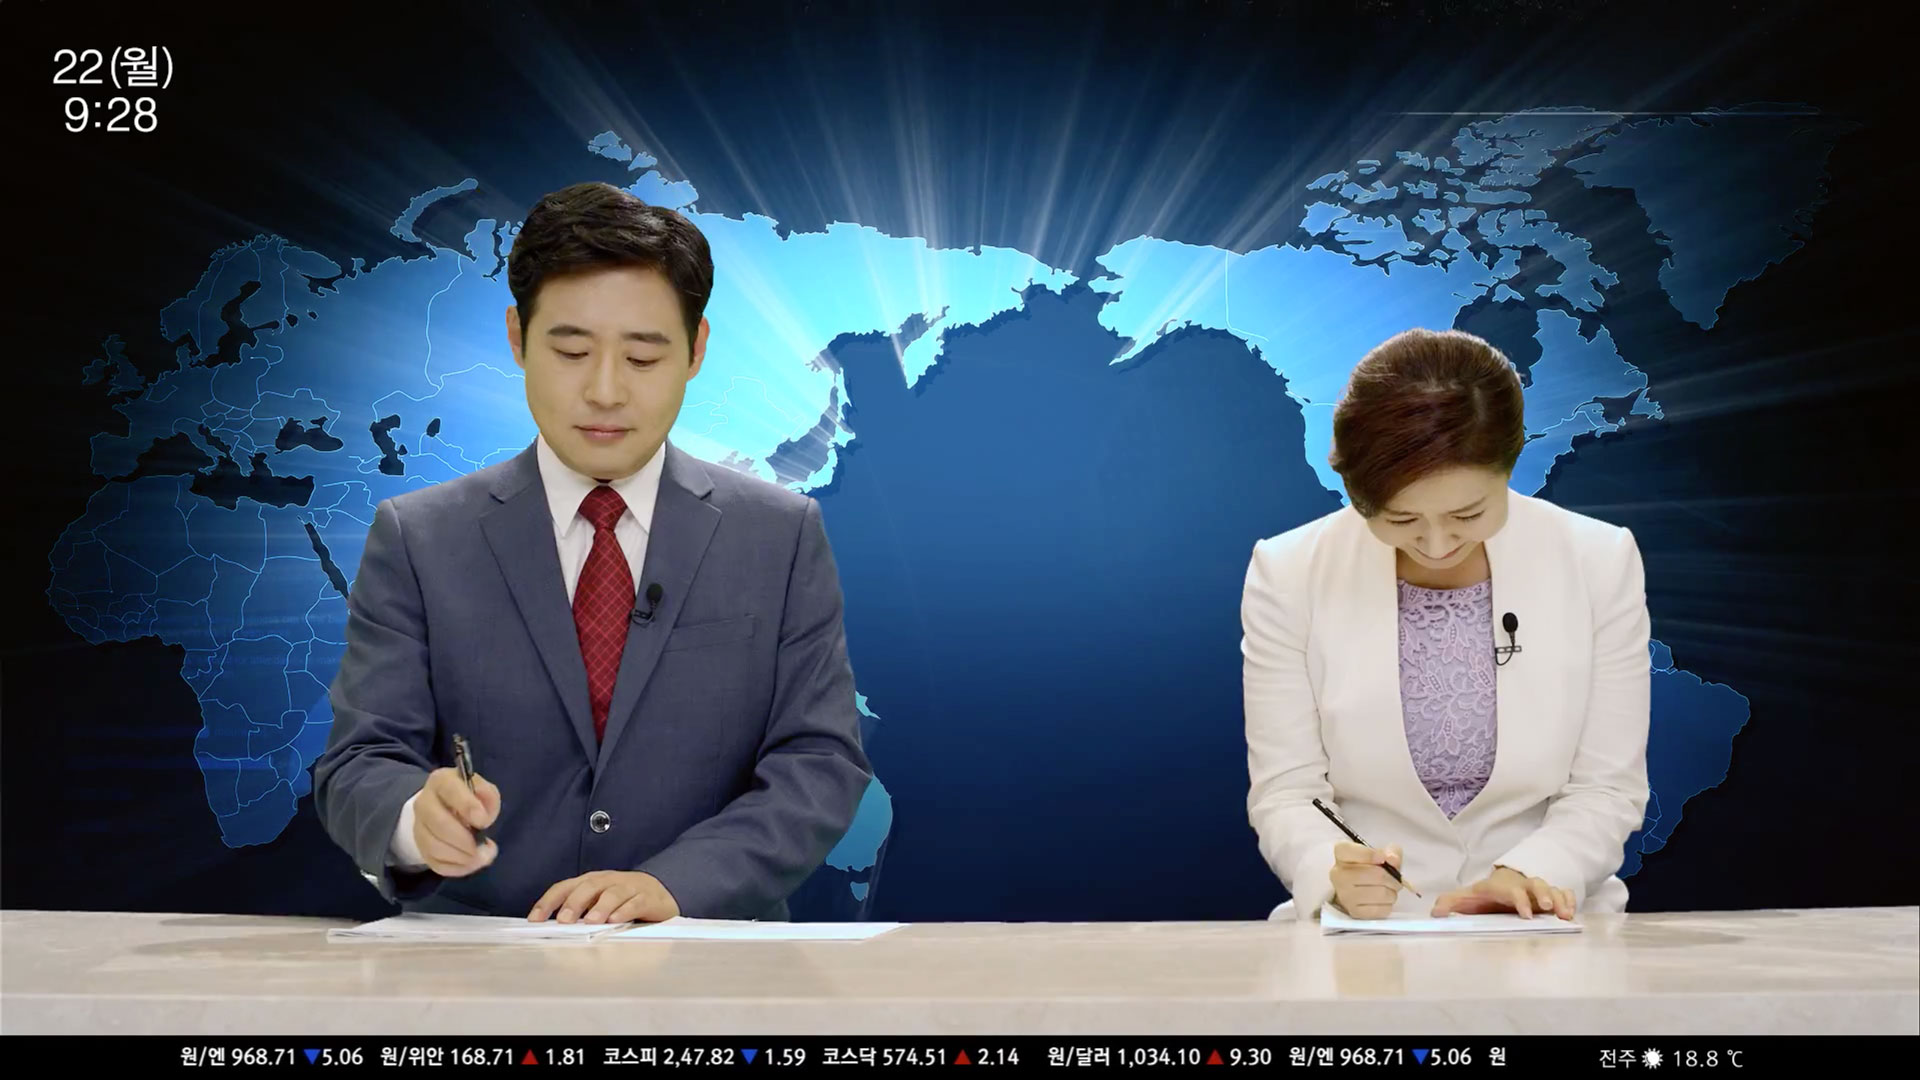 22(월)
9:28
원/엔 968.71 ▼5.06 원/위안 168.71 ▲ 1.81 코스피 2,47.82 ▼ 1.59 코스닥 574.51 ▲ 2.14 원/달러 1,034.10 ▲ 9.30 원/엔 968.71 ▼5.06 원
전주 ☀ 18.8 ℃